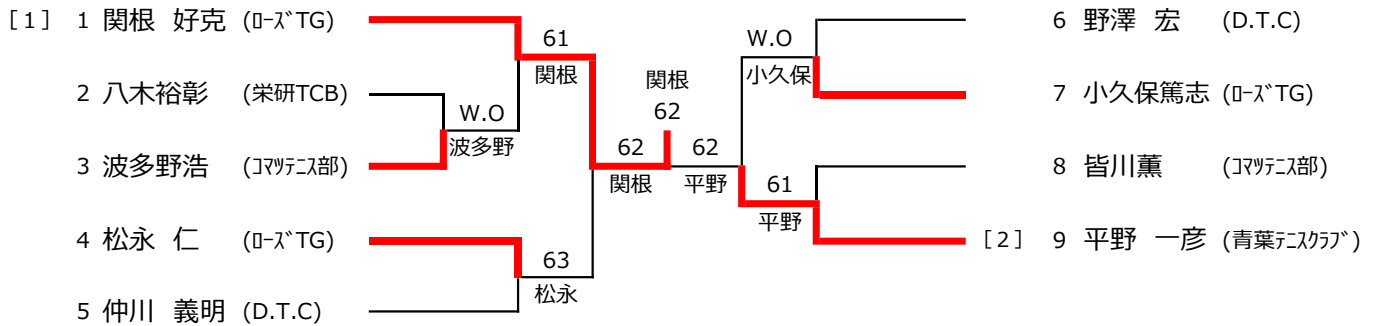 [1] 1 関根 好克 (ﾛｰｽﾞTG)
61
関根
2 八木裕彰 (栄研TCB)
W.O
波多野
3 波多野浩 (ｺﾏﾂﾃﾆｽ部)
62
関根
4 松永 仁 (ﾛｰｽﾞTG)
63
松永
5 仲川 義明 (D.T.C)
関根
62
6 野澤 宏 (D.T.C)
W.O
小久保
7 小久保篤志 (ﾛｰｽﾞTG)
62
平野
8 皆川薫 (ｺﾏﾂﾃﾆｽ部)
61
平野
[2] 9 平野 一彦 (青葉ﾃﾆｽｸﾗﾌﾞ)